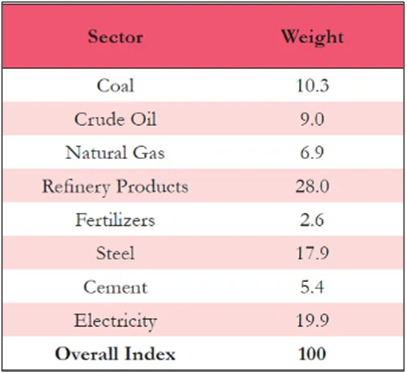 Sector Weight
Coal 10.3
Crude Oil 9.0
Natural Gas 6.9
Refinery Products 28.0
Fertilizers 2.6
Steel 17.9
Cement 5.4
Electricity 19.9
Overall Index 100